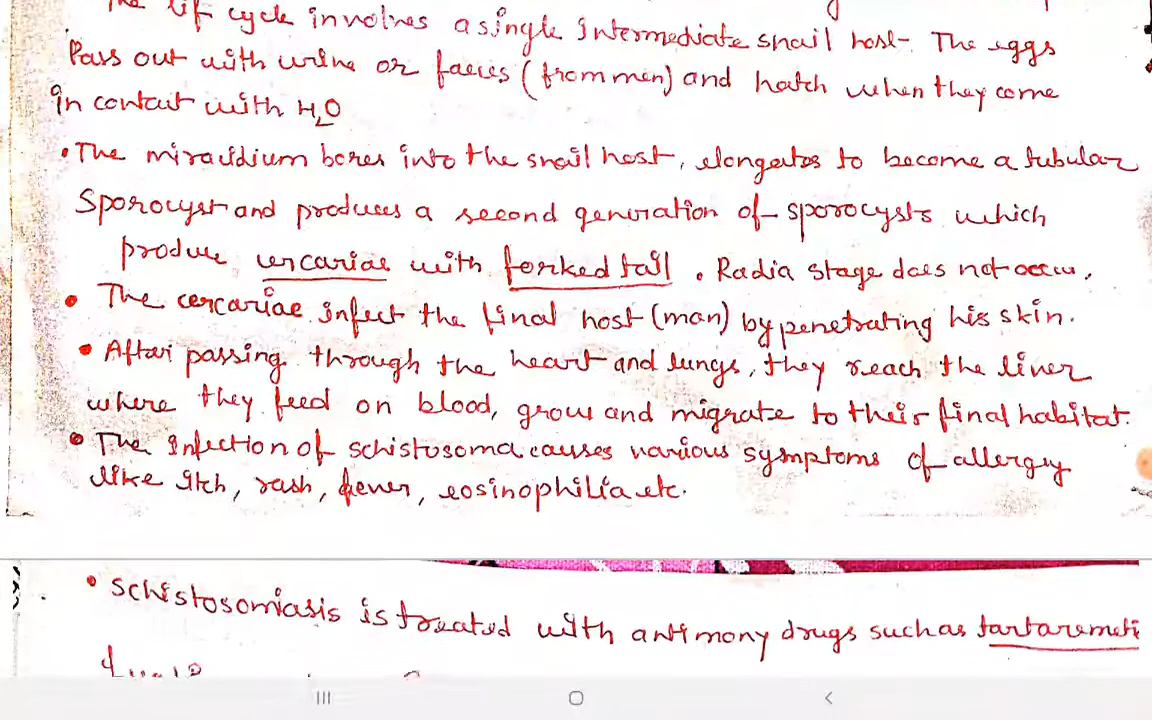 The lif cycle involves a single intermediate snail host. The eggs
Pass out with urine or faeces (from men) and hatch when they come
in contact with H2O
• The miracidium bores into the snail host, elongates to become a tubular
Sporocyst and produces a second generation of sporocysts which
produce cercariae with forked tail. Radia stage does not occur.
• The cercariae infect the final host (man) by penetrating his skin.
• After passing through the heart and lungs, they reach the liver
where they feed on blood, grow and migrate to their final habitat.
• The infection of schistosoma causes various symptoms of allergy
like itch, rash, fever, eosinophilia etc.
• Schistosomiasis is treated with antimony drugs such as tartaremeti